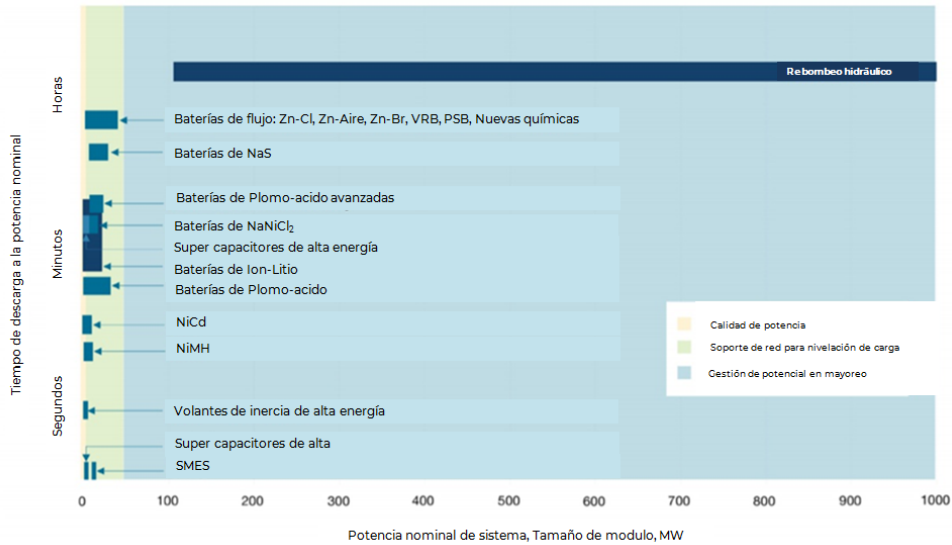 Tiempo de descarga a la potencia nominal
Horas
Minutos
Segundos
Rebombeo hidráulico
Baterías de flujo: Zn-Cl, Zn-Aire, Zn-Br, VRB, PSB, Nuevas químicas
Baterías de NaS
Baterías de Plomo-acido avanzadas
Baterías de NaNiCl₂
Super capacitores de alta energía
Baterías de Ion-Litio
Baterías de Plomo-acido
NiCd
NiMH
Volantes de inercia de alta energía
Super capacitores de alta
SMES
Calidad de potencia
Soporte de red para nivelación de carga
Gestión de potencial en mayoreo
0 100 200 300 400 500 600 700 800 900 1000
Potencia nominal de sistema, Tamaño de modulo, MW